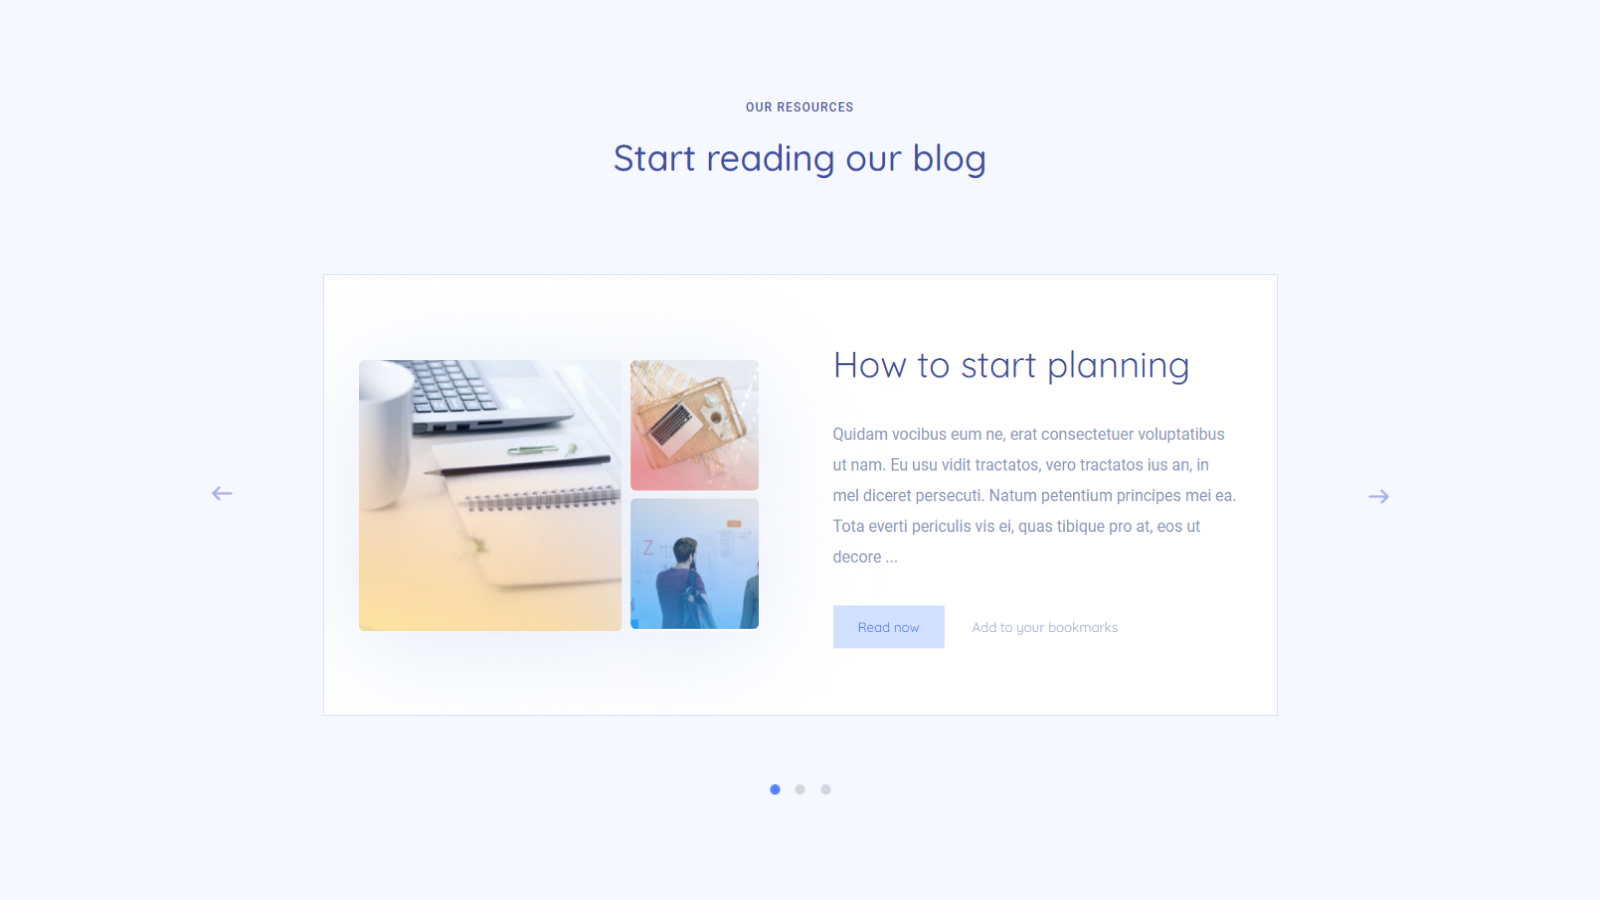 OUR RESOURCES
Start reading our blog
How to start planning
Quidam vocibus eum ne, erat consectetuer voluptatibus
ut nam. Eu usu vidit tractatos, vero tractatos ius an, in
mel diceret persecuti. Natum petentium principes mei ea.
Tota everti periculis vis ei, quas tibique pro at, eos ut
decore ...
Z
Read now
Add to your bookmarks